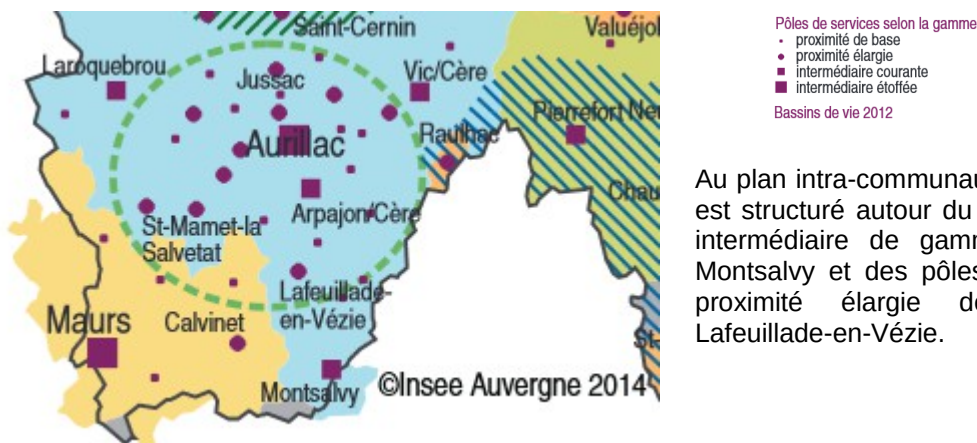 Saint-Cernin
Valuéjol
Laroquebrou
Jussac
Vic/Cère
Pierrefort
Aurillac
Raulhac
Arpajon/Cère
St-Mamet-la-
Salvetat
Lafeuillade-
en-Vézie
Maurs
Calvinet
Montsalvy
©Insee Auvergne 2014
Pôles de services selon la gamme
proximité de base
proximité élargie
intermédiaire courante
intermédiaire étoffée
Bassins de vie 2012
Au plan intra-communau
est structuré autour du
intermédiaire de gamm
Montsalvy et des pôles
proximité élargie d
Lafeuillade-en-Vézie.